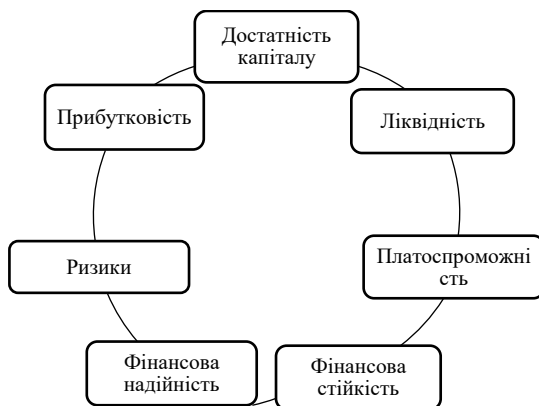 Достатність
капіталу
Прибутковість
Ліквідність
Ризики
Платоспроможні
сть
Фінансова
надійність
Фінансова
стійкість